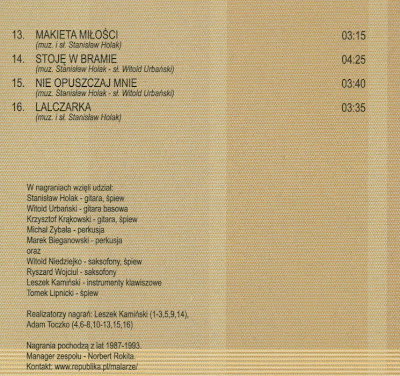 13. MAKIETA MIŁOŚCI 03:15
(muz. i sł. Stanisław Holak)
14. STOJĘ W BRAMIE 04:25
(muz. Stanisław Holak - sł. Witold Urbański)
15. NIE OPUSZCZAJ MNIE 03:40
(muz. Stanisław Holak - sł. Witold Urbański)
16. LALCZARKA 03:35
(muz. i sł. Stanisław Holak)
W nagraniach wzięli udział:
Stanisław Holak - gitara, śpiew
Witold Urbański - gitara basowa
Krzysztof Krąkowski - gitara, śpiew
Michał Zybała - perkusja
Marek Bieganowski - perkusja
oraz
Witold Niedziejko - saksofony, śpiew
Ryszard Wojciul - saksofony
Leszek Kamiński - instrumenty klawiszowe
Tomek Lipnicki - śpiew
Realizatorzy nagrań: Leszek Kamiński (1-3,5,9,14),
Adam Toczko (4,6-8,10-13,15,16)
Nagrania pochodzą z lat 1987-1993.
Manager zespołu - Norbert Rokita.
Kontakt: www.republika.pl/malarze/